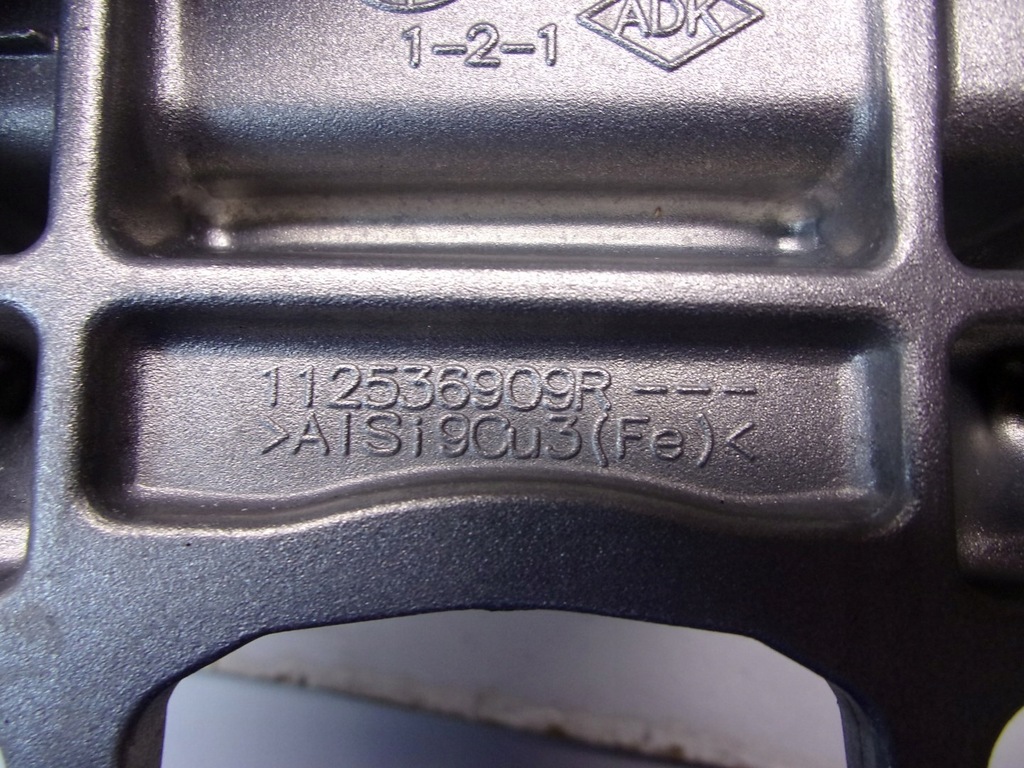 1-2-1
ADK
112536909R ---
>AlSi9Cu3(Fe)<